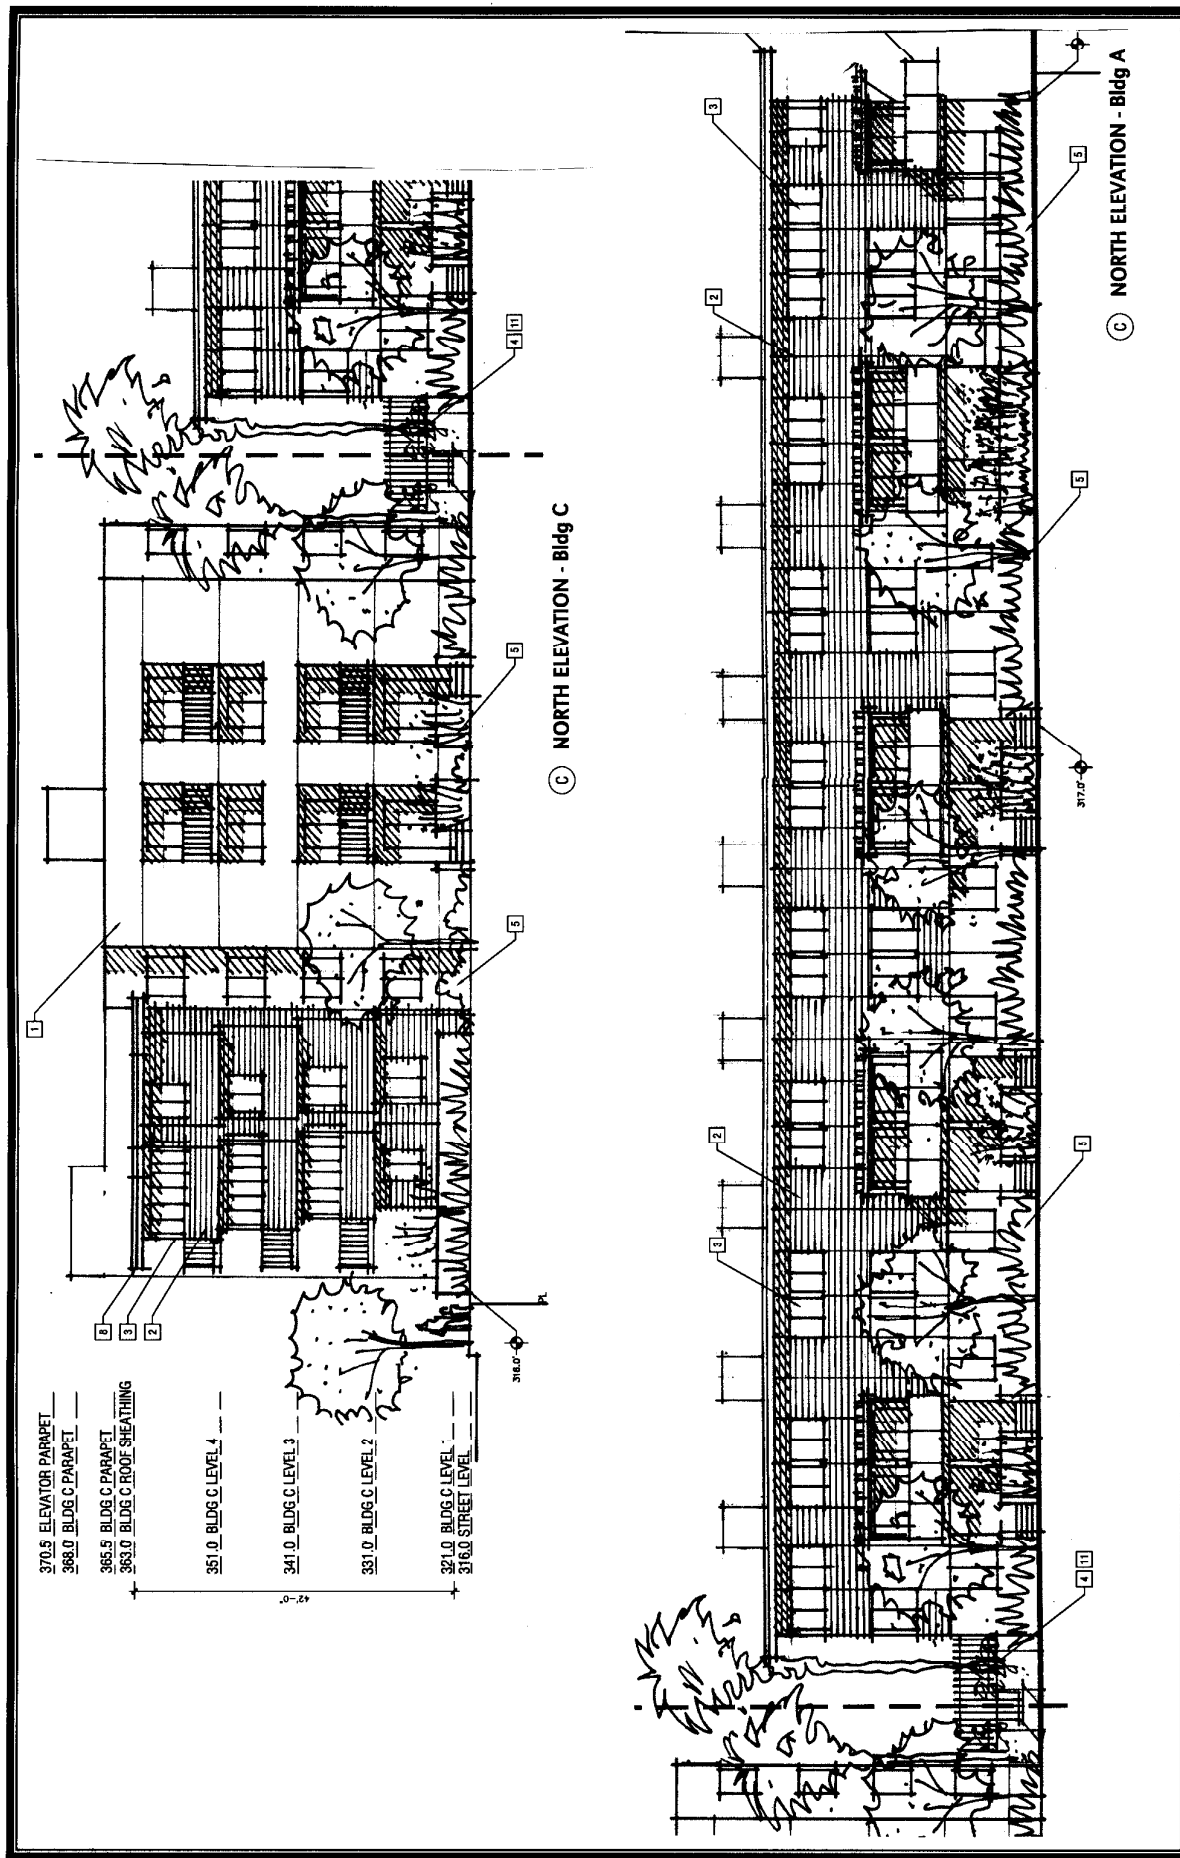 370.5 ELEVATOR PARAPET
368.0 BLDG C PARAPET
365.5 BLDG C PARAPET
363.0 BLDG C ROOF SHEATHING
351.0 BLDG C LEVEL 4
341.0 BLDG C LEVEL 3
331.0 BLDG C LEVEL 2
321.0 BLDG C LEVEL
316.0 STREET LEVEL
42'-0"
8
3
2
1
5
5
4 11
PL
316.0'
C NORTH ELEVATION - Bldg C
3
2
2
3
5
5
5
4 11
317.0'
C NORTH ELEVATION - Bldg A